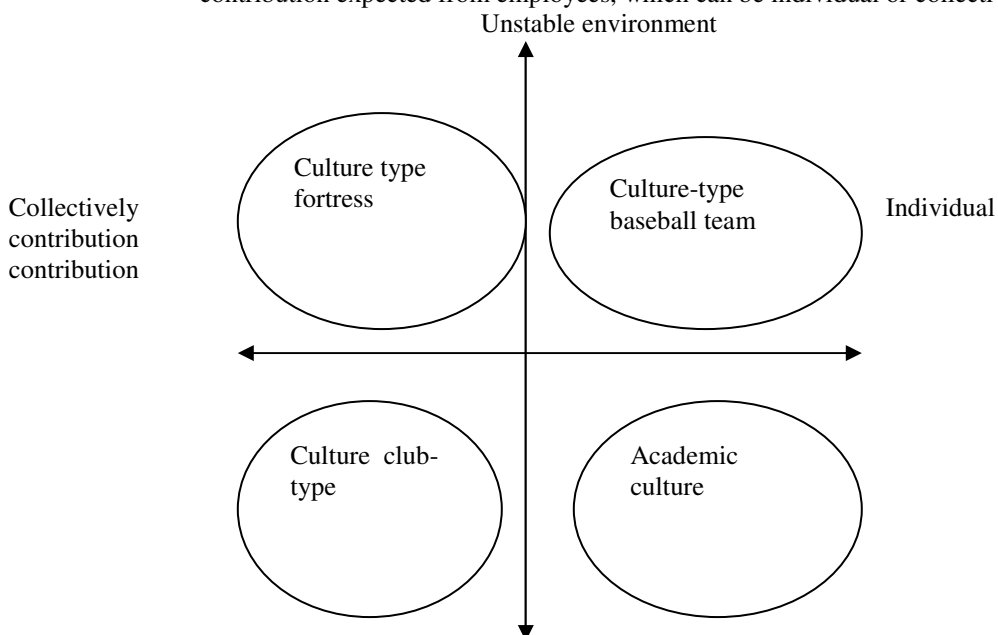 contribution expected from employees, which can be individual or collecti
Unstable environment
Culture type
fortress
Culture-type
baseball team
Collectively
contribution
contribution
Individual
Culture club-
type
Academic
culture